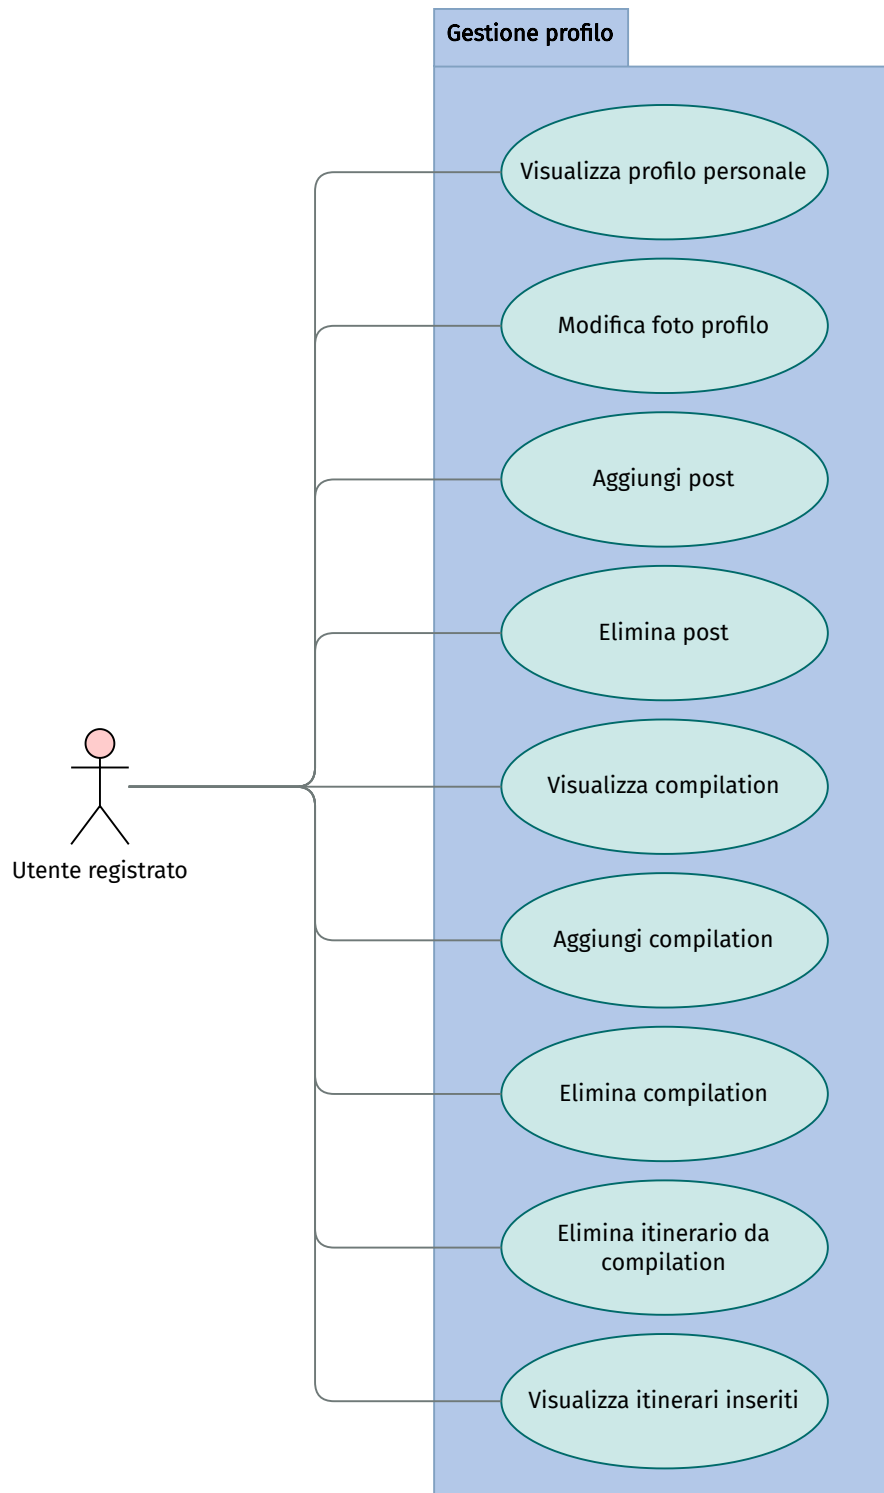 Gestione profilo
Visualizza profilo personale
Modifica foto profilo
Aggiungi post
Elimina post
Visualizza compilation
Utente registrato
Aggiungi compilation
Elimina compilation
Elimina itinerario da
compilation
Visualizza itinerari inseriti